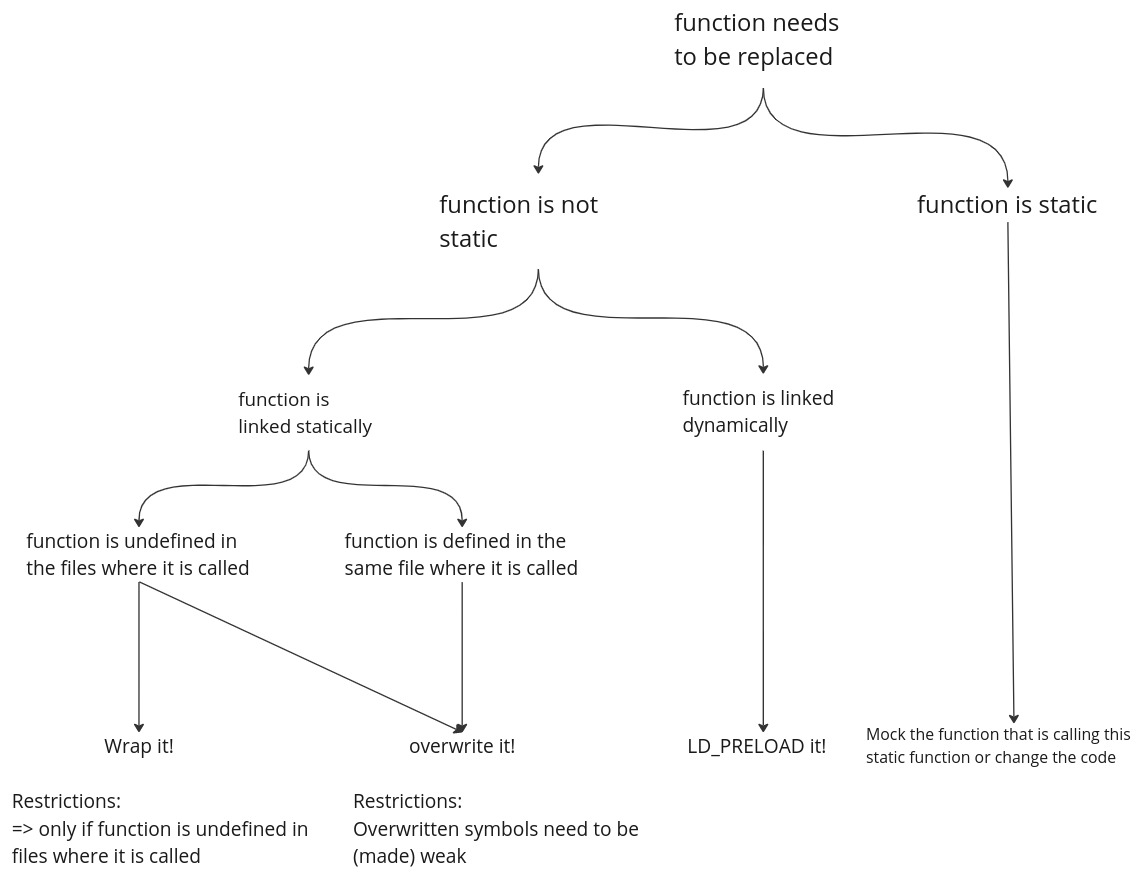 function needs
to be replaced
function is not
static
function is static
function is
linked statically
function is linked
dynamically
function is undefined in
the files where it is called
function is defined in the
same file where it is called
Wrap it!
overwrite it!
LD_PRELOAD it!
Mock the function that is calling this
static function or change the code
Restrictions:
=> only if function is undefined in
files where it is called
Restrictions:
Overwritten symbols need to be
(made) weak